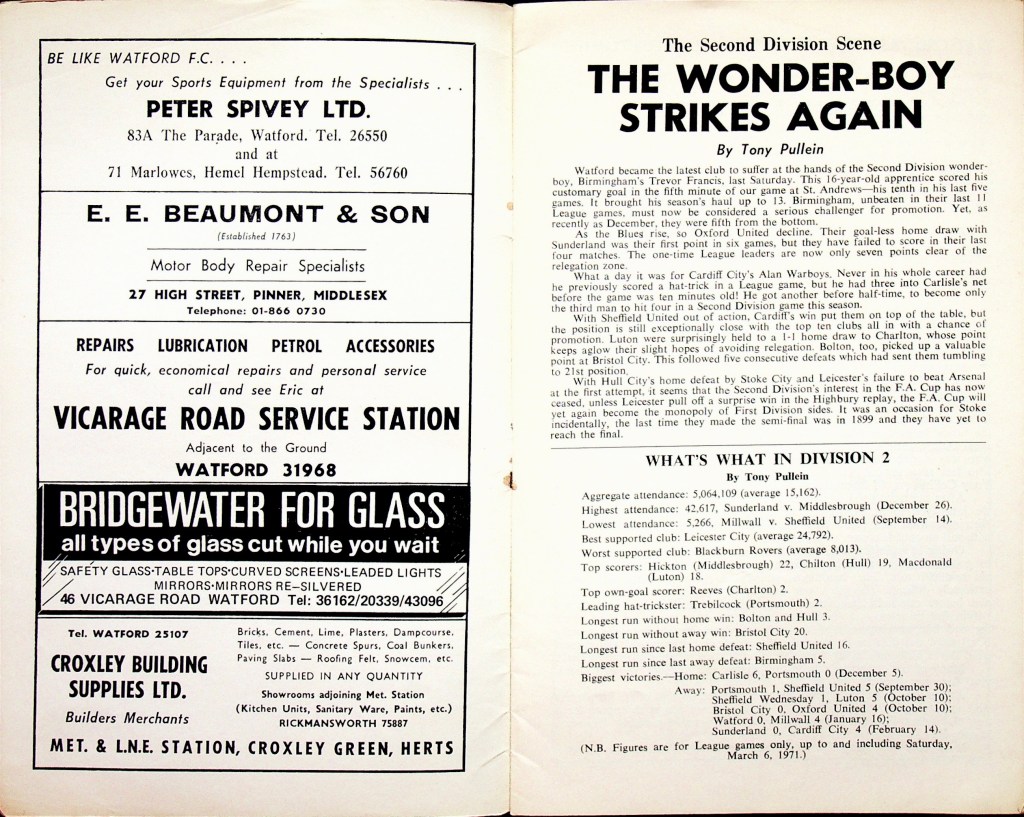 BE LIKE WATFORD F.C. . . .
Get your Sports Equipment from the Specialists . . .
PETER SPIVEY LTD.
83A The Parade, Watford. Tel. 26550
and at
71 Marlowes, Hemel Hempstead. Tel. 56760
E. E. BEAUMONT & SON
(Established 1763)
Motor Body Repair Specialists
27 HIGH STREET, PINNER, MIDDLESEX
Telephone: 01-866 0730
REPAIRS LUBRICATION PETROL ACCESSORIES
For quick, economical repairs and personal service
call and see Eric at
VICARAGE ROAD SERVICE STATION
Adjacent to the Ground
WATFORD 31968
BRIDGEWATER FOR GLASS
all types of glass cut while you wait
SAFETY GLASS·TABLE TOPS·CURVED SCREENS·LEADED LIGHTS
MIRRORS·MIRRORS RE-SILVERED
46 VICARAGE ROAD WATFORD Tel: 36162/20339/43096
Tel. WATFORD 25107
CROXLEY BUILDING
SUPPLIES LTD.
Builders Merchants
Bricks, Cement, Lime, Plasters, Dampcourse,
Tiles, etc. — Concrete Spurs, Coal Bunkers,
Paving Slabs — Roofing Felt, Snowcem, etc.
SUPPLIED IN ANY QUANTITY
Showrooms adjoining Met. Station
(Kitchen Units, Sanitary Ware, Paints, etc.)
RICKMANSWORTH 75887
MET. & L.N.E. STATION, CROXLEY GREEN, HERTS
The Second Division Scene
THE WONDER-BOY
STRIKES AGAIN
By Tony Pullein
Watford became the latest club to suffer at the hands of the Second Division wonder-
boy, Birmingham's Trevor Francis, last Saturday. This 16-year-old apprentice scored his
customary goal in the fifth minute of our game at St. Andrews—his tenth in his last five
games. It brought his season's haul up to 13. Birmingham, unbeaten in their last 11
League games, must now be considered a serious challenger for promotion. Yet, as
recently as December, they were fifth from the bottom.
As the Blues rise, so Oxford United decline. Their goal-less home draw with
Sunderland was their first point in six games, but they have failed to score in their last
four matches. The one-time League leaders are now only seven points clear of the
relegation zone.
What a day it was for Cardiff City's Alan Warboys. Never in his whole career had
he previously scored a hat-trick in a League game, but he had three into Carlisle's net
before the game was ten minutes old! He got another before half-time, to become only
the third man to hit four in a Second Division game this season.
With Sheffield United out of action, Cardiff's win put them on top of the table, but
the position is still exceptionally close with the top ten clubs all in with a chance of
promotion. Luton were surprisingly held to a 1-1 home draw to Charlton, whose point
keeps aglow their slight hopes of avoiding relegation. Bolton, too, picked up a valuable
point at Bristol City. This followed five consecutive defeats which had sent them tumbling
to 21st position.
With Hull City's home defeat by Stoke City and Leicester's failure to beat Arsenal
at the first attempt, it seems that the Second Division's interest in the F.A. Cup has now
ceased, unless Leicester pull off a surprise win in the Highbury replay, the F.A. Cup will
yet again become the monopoly of First Division sides. It was an occasion for Stoke
incidentally, the last time they made the semi-final was in 1899 and they have yet to
reach the final.
WHAT'S WHAT IN DIVISION 2
By Tony Pullein
Aggregate attendance: 5,064,109 (average 15,162).
Highest attendance: 42,617, Sunderland v. Middlesbrough (December 26).
Lowest attendance: 5,266, Millwall v. Sheffield United (September 14).
Best supported club: Leicester City (average 24,792).
Worst supported club: Blackburn Rovers (average 8,013).
Top scorers: Hickton (Middlesbrough) 22, Chilton (Hull) 19, Macdonald
(Luton) 18.
Top own-goal scorer: Reeves (Charlton) 2.
Leading hat-trickster: Trebilcock (Portsmouth) 2.
Longest run without home win: Bolton and Hull 3.
Longest run without away win: Bristol City 20.
Longest run since last home defeat: Sheffield United 16.
Longest run since last away defeat: Birmingham 5.
Biggest victories.—Home: Carlisle 6, Portsmouth 0 (December 5).
Away: Portsmouth 1, Sheffield United 5 (September 30);
Sheffield Wednesday 1, Luton 5 (October 10);
Bristol City 0, Oxford United 4 (October 10);
Watford 0, Millwall 4 (January 16);
Sunderland 0, Cardiff City 4 (February 14).
(N.B. Figures are for League games only, up to and including Saturday,
March 6, 1971.)